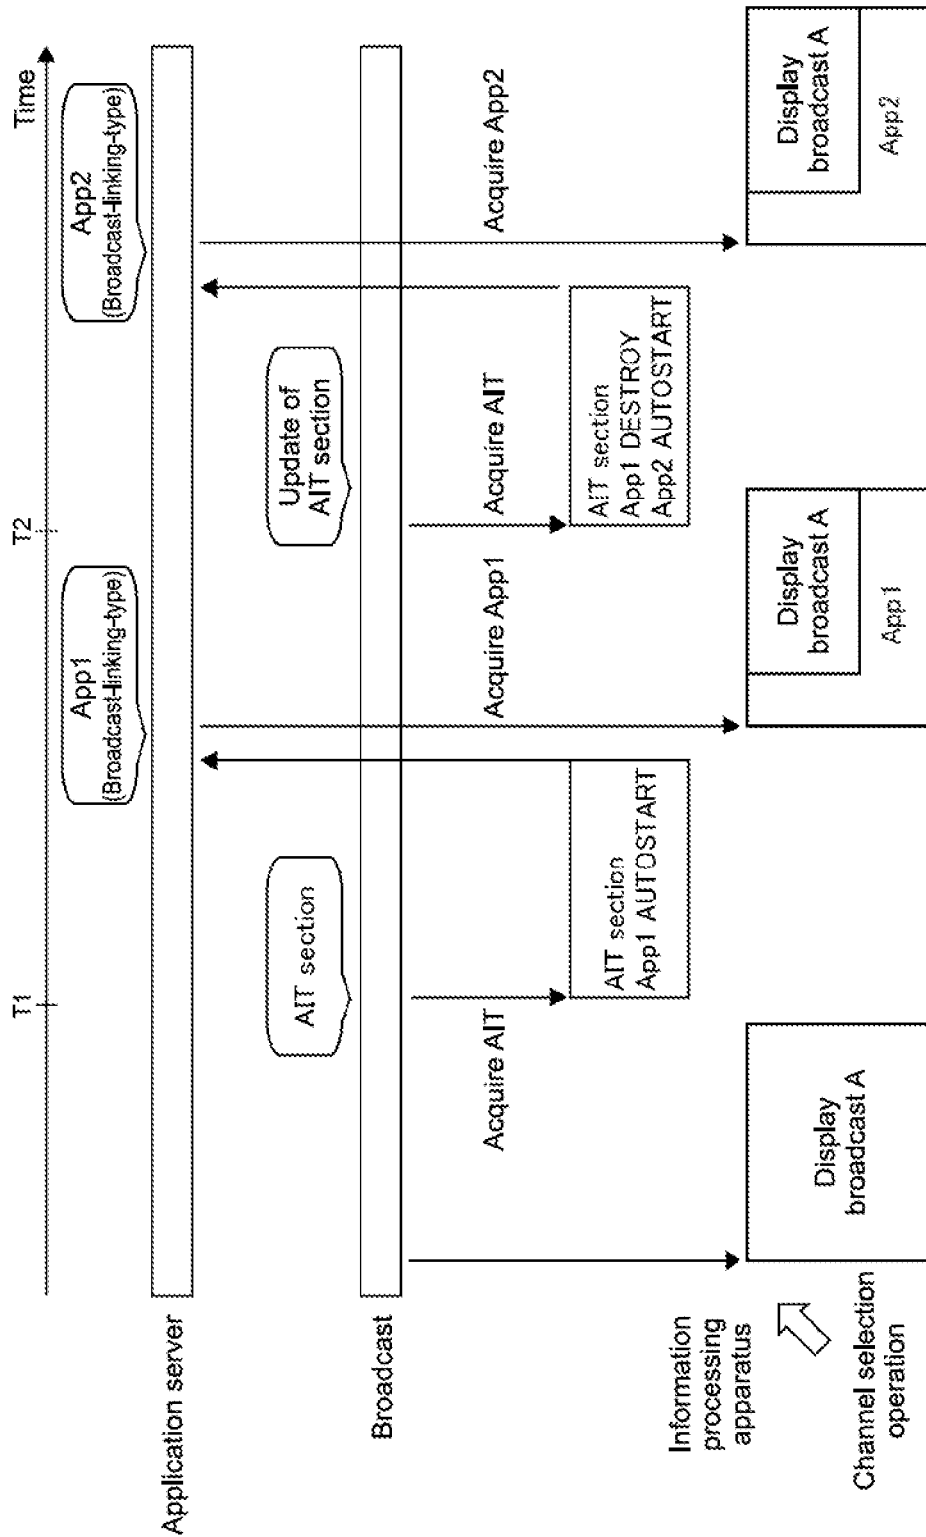 Time
T1
T2
App1
(Broadcast-linking-type)
App2
(Broadcast-linking-type)
Application server
AIT section
Update of
AIT section
Broadcast
Acquire AIT
Acquire App1
Acquire AIT
Acquire App2
AIT section
App1 AUTOSTART
AIT section
App1 DESTROY
App2 AUTOSTART
Information
processing
apparatus
Display
broadcast A
Display
broadcast A
App1
Display
broadcast A
App2
Channel selection
operation